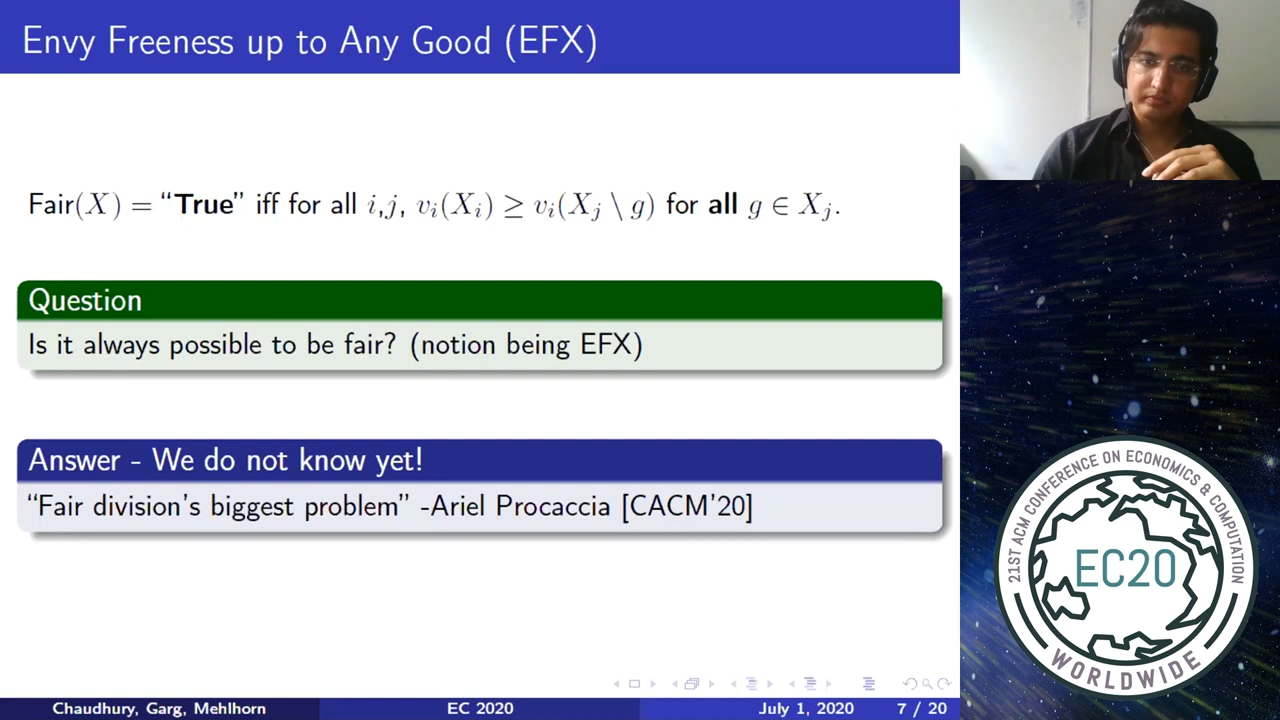 Envy Freeness up to Any Good (EFX)
Fair(X) = “True” iff for all i,j, v_i(X_i) ≥ v_i(X_j \ g) for all g ∈ X_j.
Question
Is it always possible to be fair? (notion being EFX)
Answer - We do not know yet!
“Fair division's biggest problem” -Ariel Procaccia [CACM'20]
21ST ACM CONFERENCE ON ECONOMICS & COMPUTATION
EC20
WORLDWIDE
Chaudhury, Garg, Mehlhorn EC 2020 July 1, 2020 7 / 20